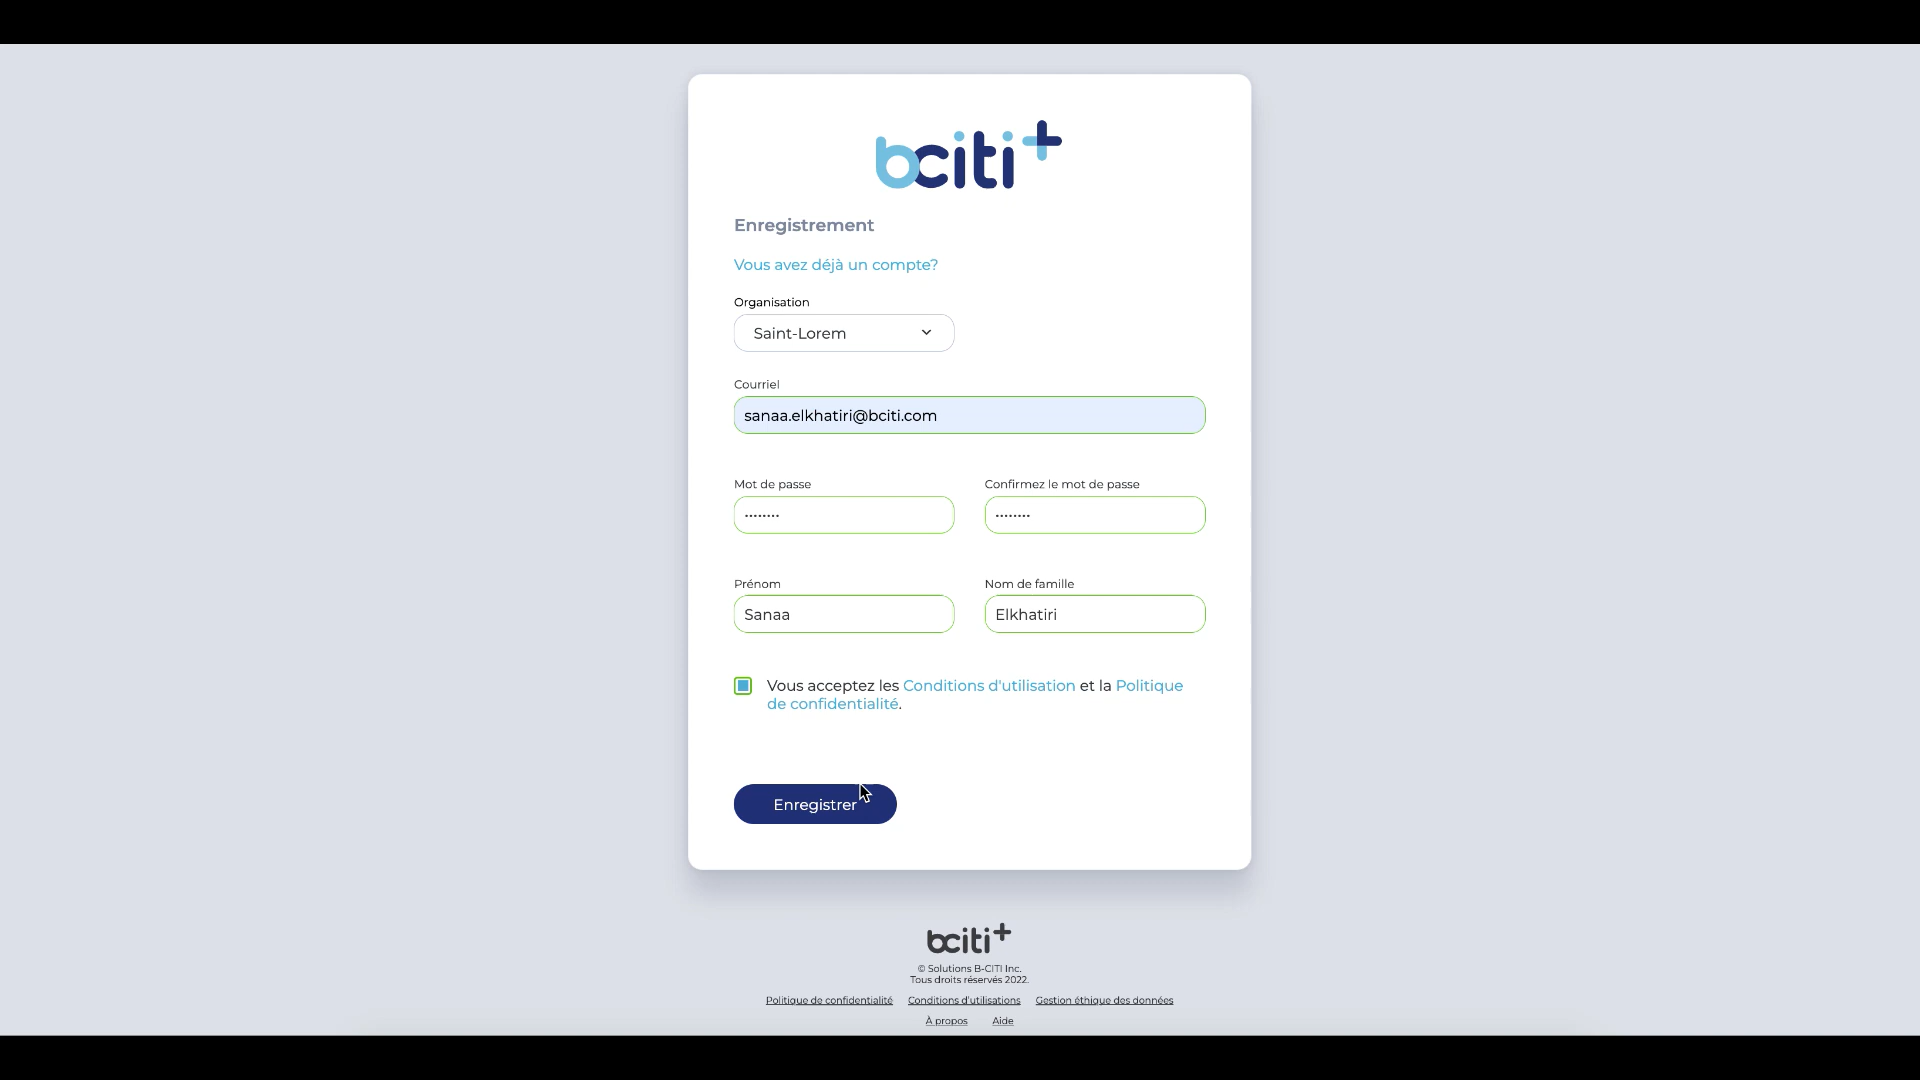 bciti+
Enregistrement
Vous avez déjà un compte?
Organisation
Saint-Lorem
Courriel
sanaa.elkhatiri@bciti.com
Mot de passe Confirmez le mot de passe
•••••••• ••••••••
Prénom Nom de famille
Sanaa Elkhatiri
Vous acceptez les Conditions d'utilisation et la Politique
de confidentialité.
Enregistrer
bciti+
© Solutions B-CITI Inc.
Tous droits réservés 2022.
Politique de confidentialité Conditions d'utilisations Gestion éthique des données
À propos Aide